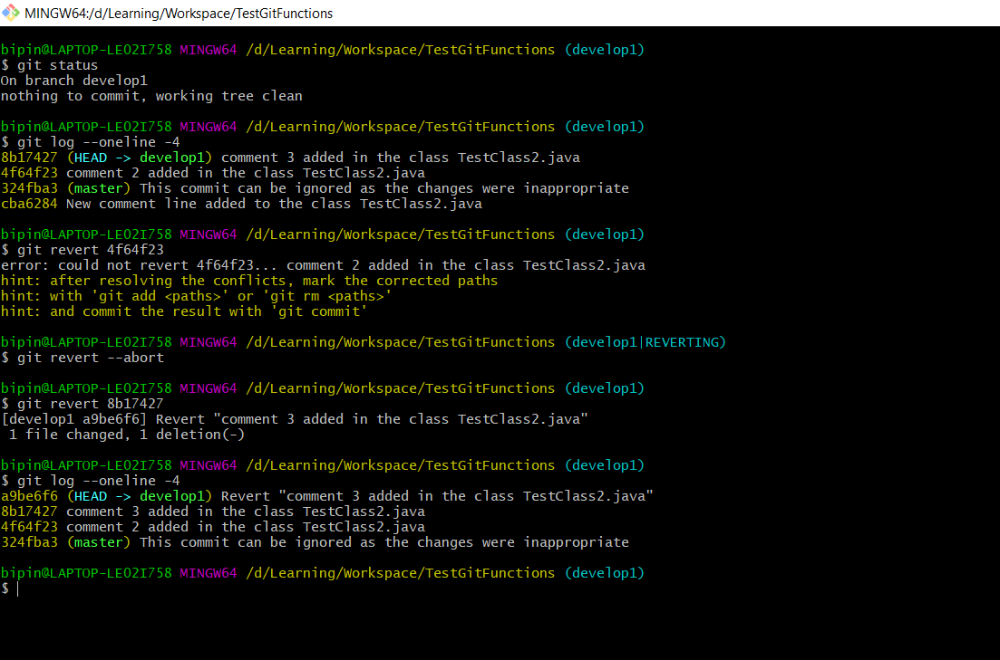 MINGW64:/d/Learning/Workspace/TestGitFunctions
bipin@LAPTOP-LE02I758 MINGW64 /d/Learning/Workspace/TestGitFunctions (develop1)
$ git status
On branch develop1
nothing to commit, working tree clean
bipin@LAPTOP-LE02I758 MINGW64 /d/Learning/Workspace/TestGitFunctions (develop1)
$ git log --oneline -4
8b17427 (HEAD -> develop1) comment 3 added in the class TestClass2.java
4f64f23 comment 2 added in the class TestClass2.java
324fba3 (master) This commit can be ignored as the changes were inappropriate
cba6284 New comment line added to the class TestClass2.java
bipin@LAPTOP-LE02I758 MINGW64 /d/Learning/Workspace/TestGitFunctions (develop1)
$ git revert 4f64f23
error: could not revert 4f64f23... comment 2 added in the class TestClass2.java
hint: after resolving the conflicts, mark the corrected paths
hint: with 'git add <paths>' or 'git rm <paths>'
hint: and commit the result with 'git commit'
bipin@LAPTOP-LE02I758 MINGW64 /d/Learning/Workspace/TestGitFunctions (develop1|REVERTING)
$ git revert --abort
bipin@LAPTOP-LE02I758 MINGW64 /d/Learning/Workspace/TestGitFunctions (develop1)
$ git revert 8b17427
[develop1 a9be6f6] Revert "comment 3 added in the class TestClass2.java"
1 file changed, 1 deletion(-)
bipin@LAPTOP-LE02I758 MINGW64 /d/Learning/Workspace/TestGitFunctions (develop1)
$ git log --oneline -4
a9be6f6 (HEAD -> develop1) Revert "comment 3 added in the class TestClass2.java"
8b17427 comment 3 added in the class TestClass2.java
4f64f23 comment 2 added in the class TestClass2.java
324fba3 (master) This commit can be ignored as the changes were inappropriate
bipin@LAPTOP-LE02I758 MINGW64 /d/Learning/Workspace/TestGitFunctions (develop1)
$